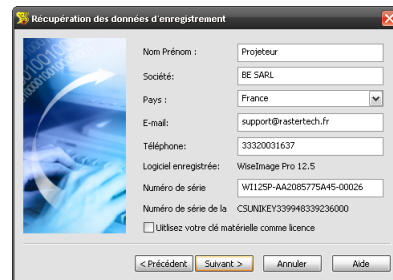 Récupération des données d'enregistrement
Nom Prénom : Projeteur
Société: BE SARL
Pays : France
E-mail: support@rastertech.fr
Téléphone: 33320031637
Logiciel enregistrée: WiseImage Pro 12.5
Numéro de série WI125P-AA2085775A45-00026
Numéro de série de la CSUNIKEY339948339236000
Uitlisez votre clé matérielle comme licence
< Précédent Suivant > Annuler Aide